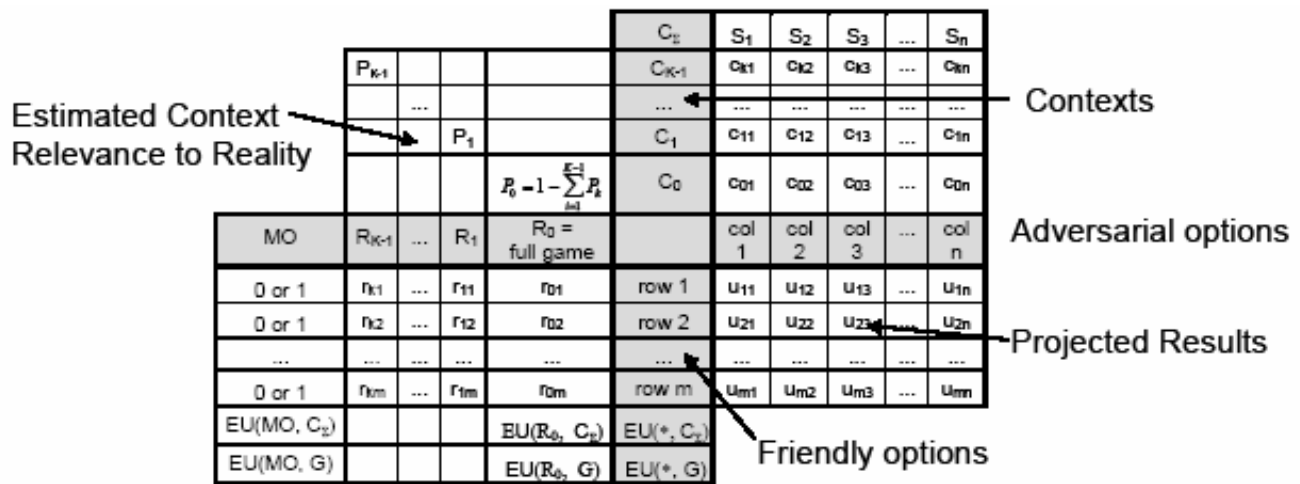 C_Σ S₁ S₂ S₃ ... Sₙ
P_K-1 C_K-1 c_k1 c_k2 c_k3 ... c_kn
... ... ... ... ... ... ...
Contexts
Estimated Context
Relevance to Reality
P₁ C₁ c₁₁ c₁₂ c₁₃ ... c₁ₙ
P₀ = 1 - ∑_{i=1}^{K-1} P_k C₀ c₀₁ c₀₂ c₀₃ ... c₀ₙ
MO R_K-1 ... R₁ R₀ = full game col 1 col 2 col 3 ... col n
Adversarial options
0 or 1 r_k1 ... r₁₁ r₀₁ row 1 u₁₁ u₁₂ u₁₃ ... u₁ₙ
0 or 1 r_k2 ... r₁₂ r₀₂ row 2 u₂₁ u₂₂ u₂₃ ... u₂ₙ
Projected Results
... ... ... ... ... ... ... ... ... ...
0 or 1 r_km ... r₁ₘ r₀ₘ row m uₘ₁ uₘ₂ uₘ₃ ... uₘₙ
EU(MO, C_Σ) EU(R₀, C_Σ) EU(*, C_Σ)
Friendly options
EU(MO, G) EU(R₀, G) EU(*, G)